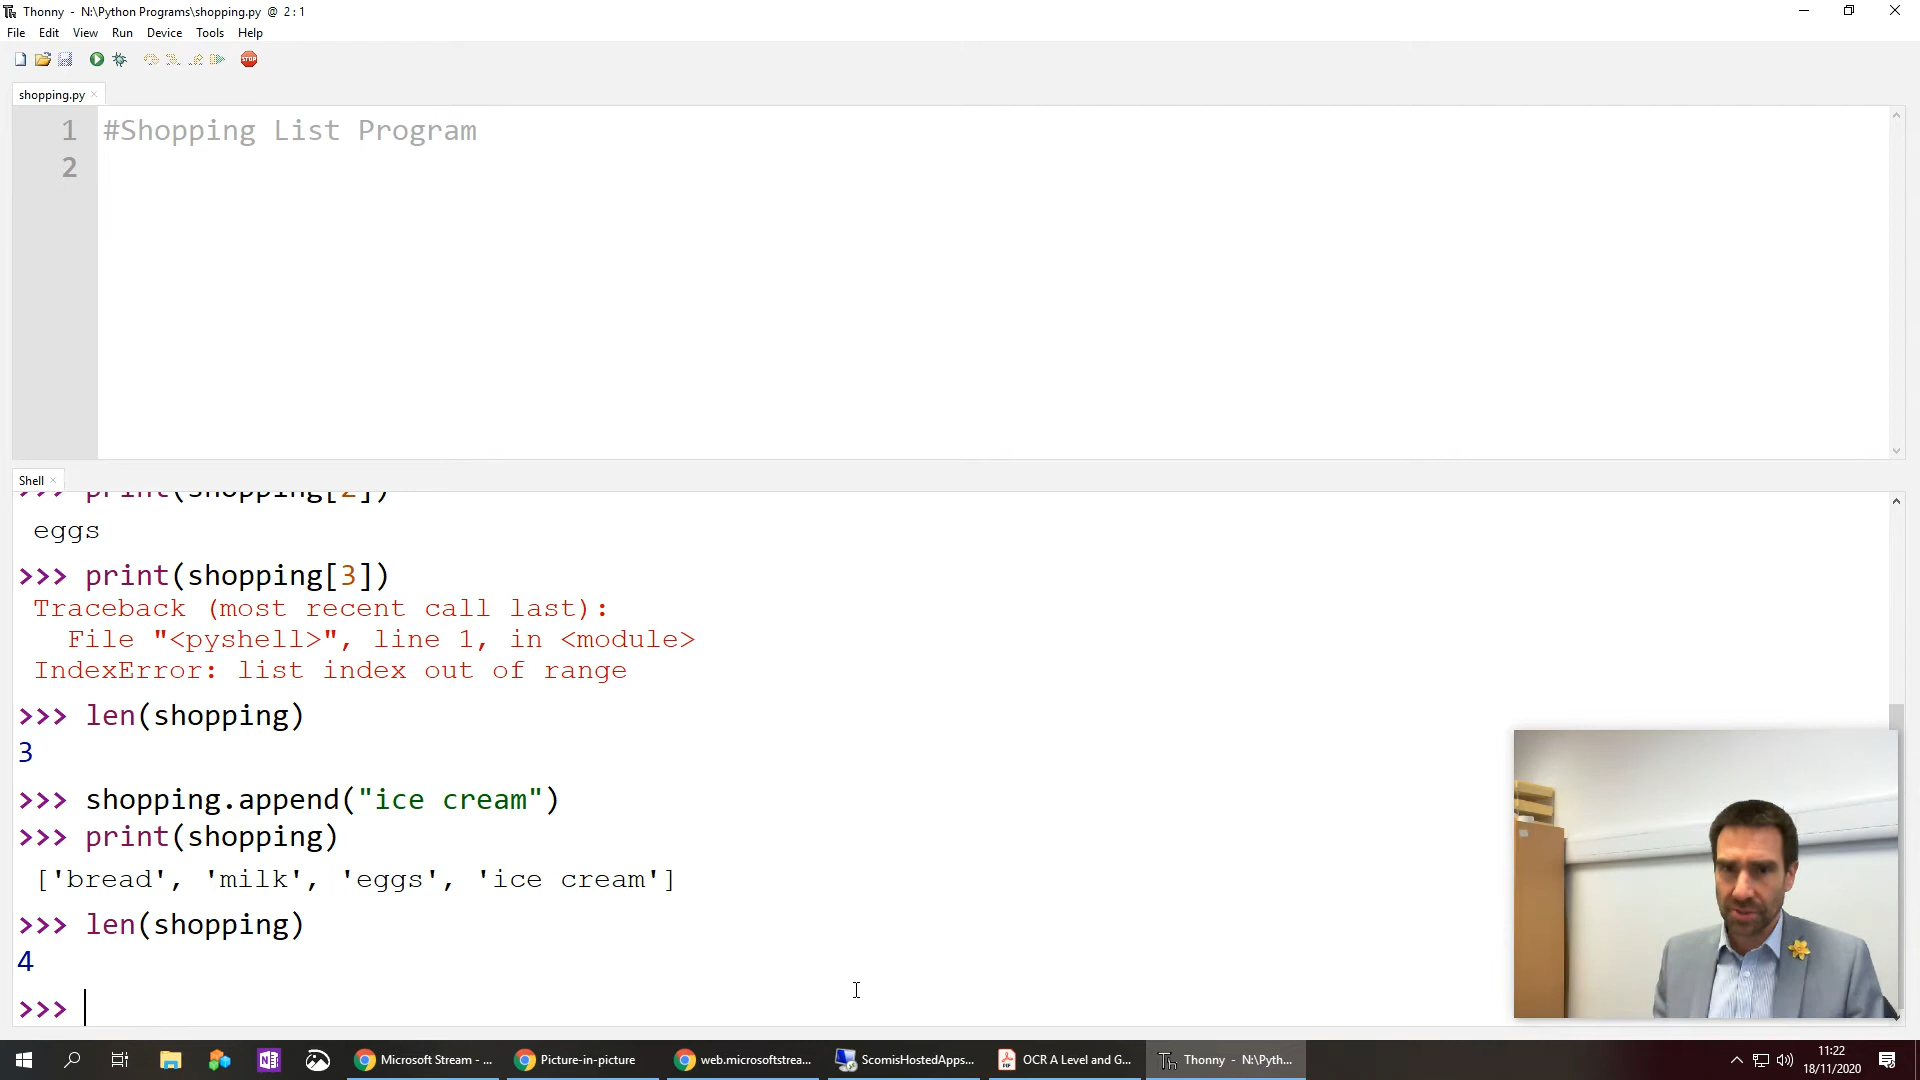 Thonny - N:\Python Programs\shopping.py @ 2:1
File Edit View Run Device Tools Help
STOP
shopping.py
1 #Shopping List Program
2
Shell
>>> print(shopping[2])
eggs
>>> print(shopping[3])
Traceback (most recent call last):
File "<pyshell>", line 1, in <module>
IndexError: list index out of range
>>> len(shopping)
3
>>> shopping.append("ice cream")
>>> print(shopping)
['bread', 'milk', 'eggs', 'ice cream']
>>> len(shopping)
4
>>>
Microsoft Stream - ... Picture-in-picture web.microsoftstrea... ScomisHostedApps... OCR A Level and G... Thonny - N:\Pyth... 11:22
18/11/2020